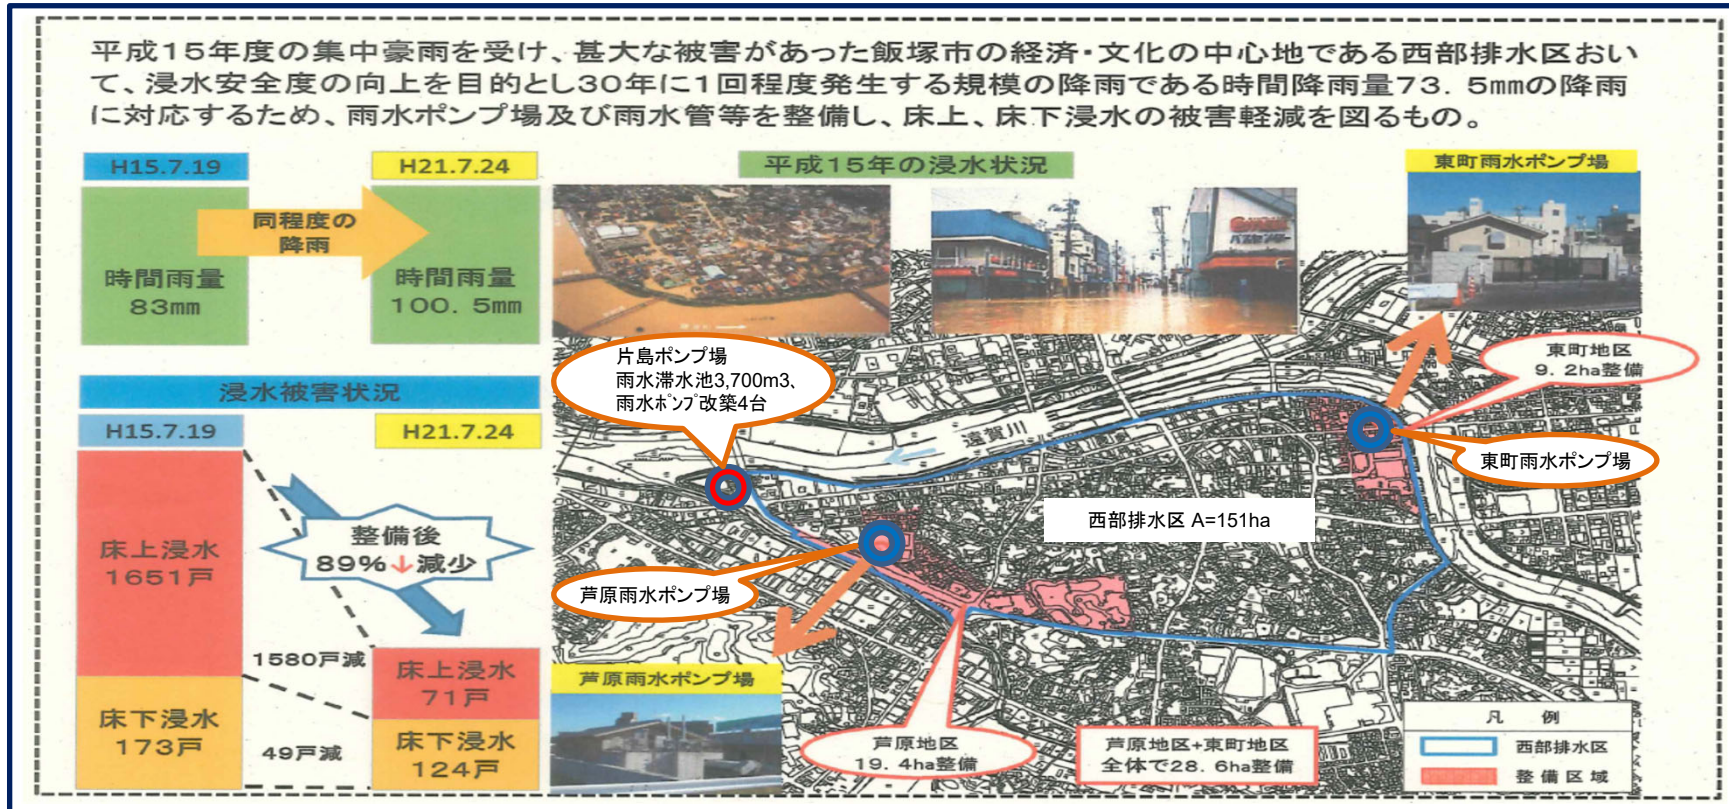 平成15年度の集中豪雨を受け、甚大な被害があった飯塚市の経済・文化の中心地である西部排水区おい
て、浸水安全度の向上を目的とし30年に1回程度発生する規模の降雨である時間降雨量73. 5mmの降雨
に対応するため、雨水ポンプ場及び雨水管等を整備し、床上、床下浸水の被害軽減を図るもの。
H15.7.19
H21.7.24
同程度の
降雨
時間雨量
83mm
時間雨量
100. 5mm
平成15年の浸水状況
バスセンター
東町雨水ポンプ場
浸水被害状況
H15.7.19
H21.7.24
床上浸水
1651戸
床下浸水
173戸
整備後
89%↓減少
1580戸減
49戸減
床上浸水
71戸
床下浸水
124戸
片島ポンプ場
雨水滞水池3,700m3、
雨水ポンプ改築4台
遠賀川
東町地区
9. 2ha整備
東町雨水ポンプ場
西部排水区 A=151ha
芦原雨水ポンプ場
芦原雨水ポンプ場
芦原地区
19. 4ha整備
芦原地区+東町地区
全体で28. 6ha整備
凡 例
西部排水区
整備区域